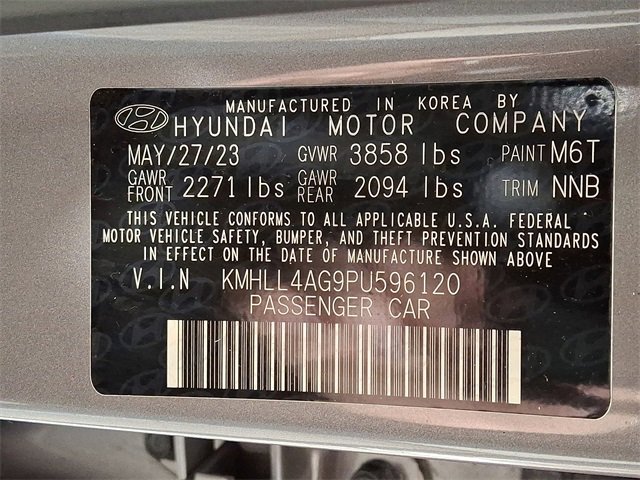 MANUFACTURED IN KOREA BY
HYUNDAI MOTOR COMPANY
MAY/27/23 GVWR 3858 lbs PAINT M6T
GAWR FRONT 2271 lbs GAWR REAR 2094 lbs TRIM NNB
THIS VEHICLE CONFORMS TO ALL APPLICABLE U.S.A. FEDERAL
MOTOR VEHICLE SAFETY, BUMPER, AND THEFT PREVENTION STANDARDS
IN EFFECT ON THE DATE OF MANUFACTURE SHOWN ABOVE.
V.I.N KMHLL4AG9PU596120
PASSENGER CAR